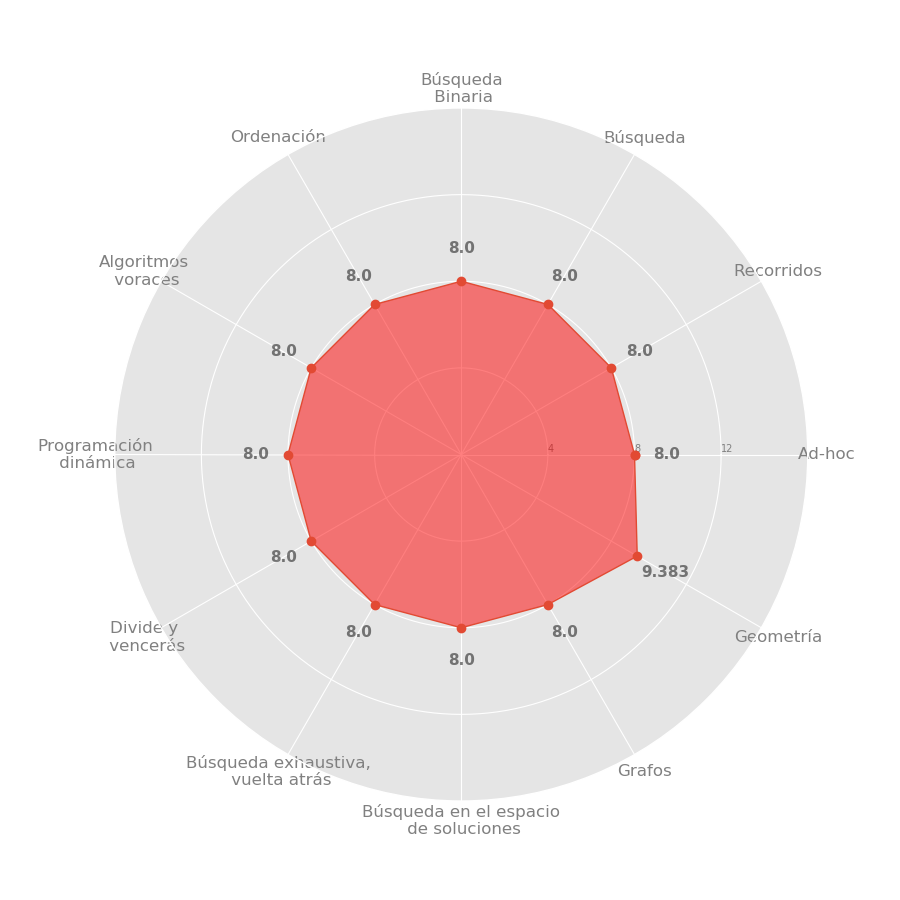 Búsqueda
Binaria
Ordenación
Búsqueda
8.0
Algoritmos
voraces
8.0
8.0
Recorridos
8.0
8.0
Programación
dinámica
8.0
4
8
8.0
12
Ad-hoc
8.0
9.383
Divide y
vencerás
8.0
8.0
Geometría
8.0
Búsqueda exhaustiva,
vuelta atrás
Grafos
Búsqueda en el espacio
de soluciones